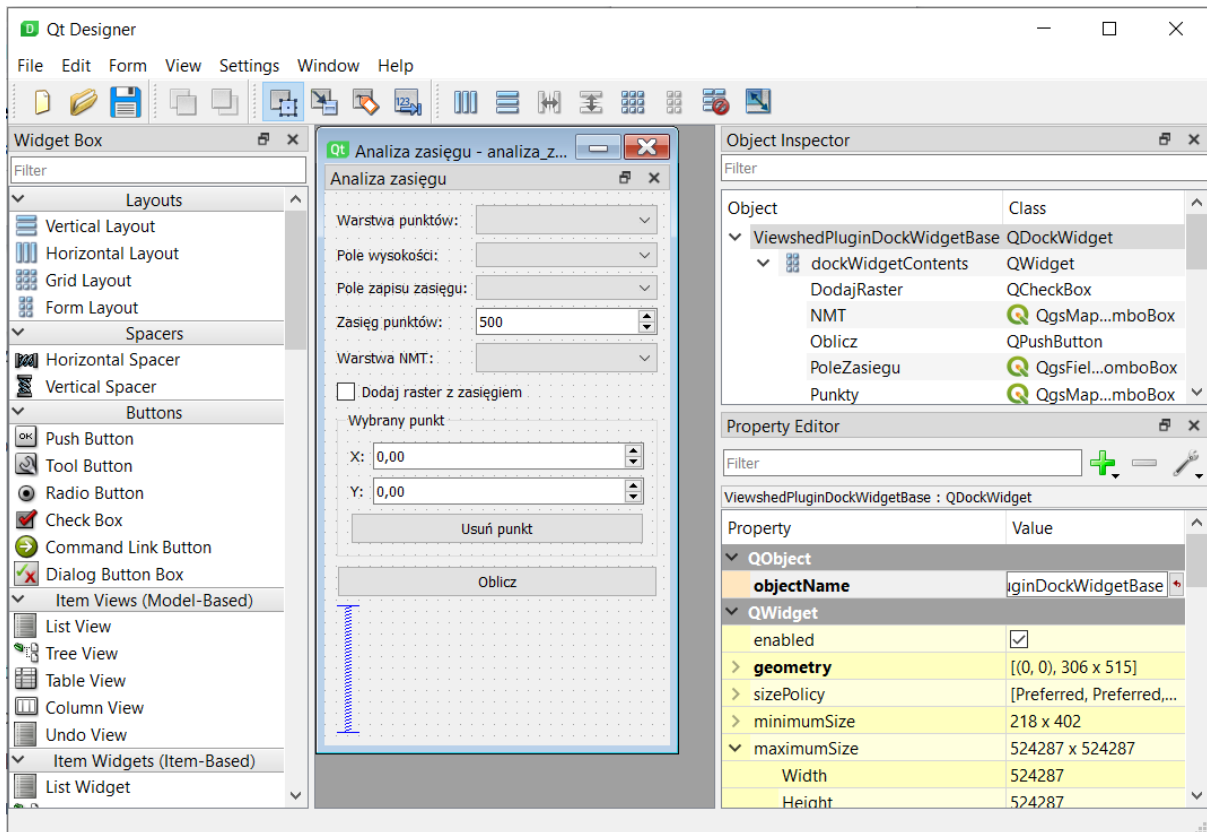 Qt Designer
File Edit Form View Settings Window Help
Widget Box
Filter
Layouts
Vertical Layout
Horizontal Layout
Grid Layout
Form Layout
Spacers
Horizontal Spacer
Vertical Spacer
Buttons
Push Button
Tool Button
Radio Button
Check Box
Command Link Button
Dialog Button Box
Item Views (Model-Based)
List View
Tree View
Table View
Column View
Undo View
Item Widgets (Item-Based)
List Widget
Analiza zasięgu - analiza_z...
Analiza zasięgu
Warstwa punktów:
Pole wysokości:
Pole zapisu zasięgu:
Zasięg punktów: 500
Warstwa NMT:
Dodaj raster z zasięgiem
Wybrany punkt
X: 0,00
Y: 0,00
Usuń punkt
Oblicz
Object Inspector
Filter
Object Class
ViewshedPluginDockWidgetBase QDockWidget
dockWidgetContents QWidget
DodajRaster QCheckBox
NMT QgsMap...mboBox
Oblicz QPushButton
PoleZasiegu QgsFiel...omboBox
Punkty QgsMap...mboBox
Property Editor
Filter
ViewshedPluginDockWidgetBase : QDockWidget
Property Value
QObject
objectName uginDockWidgetBase
QWidget
enabled
geometry [(0, 0), 306 x 515]
sizePolicy [Preferred, Preferred,...
minimumSize 218 x 402
maximumSize 524287 x 524287
Width 524287
Height 524287